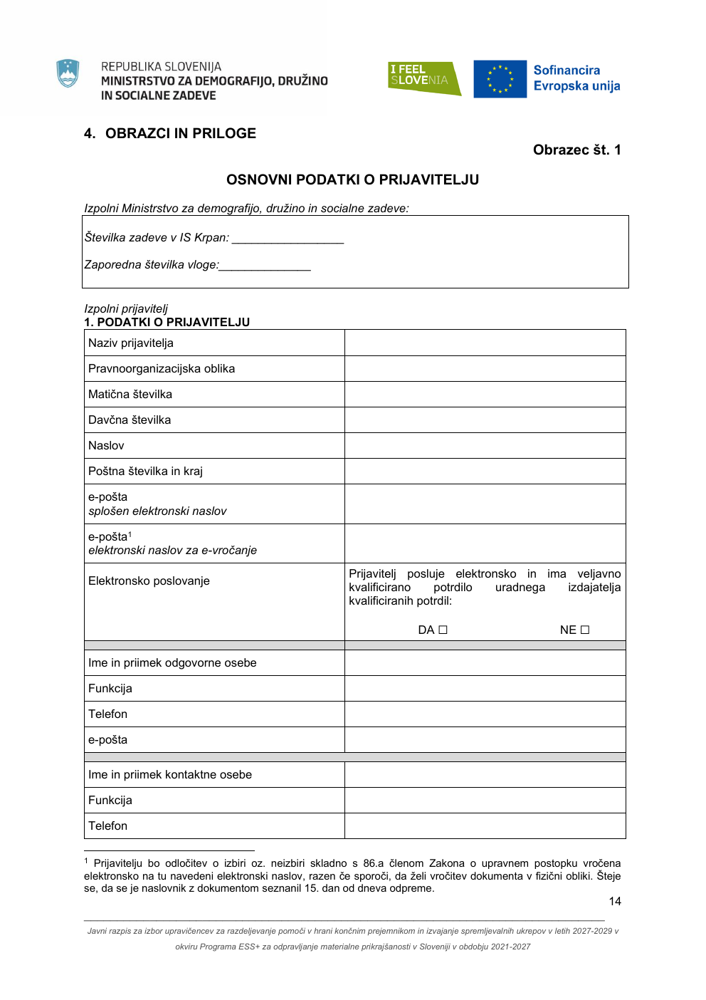 REPUBLIKA SLOVENIJA
MINISTRSTVO ZA DEMOGRAFIJO, DRUŽINO
IN SOCIALNE ZADEVE
I FEEL
SLOVENIA
Sofinancira
Evropska unija
4. OBRAZCI IN PRILOGE
Obrazec št. 1
OSNOVNI PODATKI O PRIJAVITELJU
Izpolni Ministrstvo za demografijo, družino in socialne zadeve:
Številka zadeve v IS Krpan: _________________
Zaporedna številka vloge:______________
Izpolni prijavitelj
1. PODATKI O PRIJAVITELJU
Naziv prijavitelja
Pravnoorganizacijska oblika
Matična številka
Davčna številka
Naslov
Poštna številka in kraj
e-pošta
splošen elektronski naslov
e-pošta¹
elektronski naslov za e-vročanje
Elektronsko poslovanje
Prijavitelj posluje elektronsko in ima veljavno
kvalificirano potrdilo uradnega izdajatelja
kvalificiranih potrdil:
DA ☐ NE ☐
Ime in priimek odgovorne osebe
Funkcija
Telefon
e-pošta
Ime in priimek kontaktne osebe
Funkcija
Telefon
¹ Prijavitelju bo odločitev o izbiri oz. neizbiri skladno s 86.a členom Zakona o upravnem postopku vročena
elektronsko na tu navedeni elektronski naslov, razen če sporoči, da želi vročitev dokumenta v fizični obliki. Šteje
se, da se je naslovnik z dokumentom seznanil 15. dan od dneva odpreme.
14
Javni razpis za izbor upravičencev za razdeljevanje pomoči v hrani končnim prejemnikom in izvajanje spremljevalnih ukrepov v letih 2027-2029 v
okviru Programa ESS+ za odpravljanje materialne prikrajšanosti v Sloveniji v obdobju 2021-2027